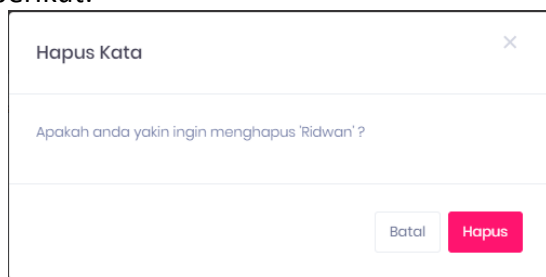 Hapus Kata
Apakah anda yakin ingin menghapus 'Ridwan' ?
Batal
Hapus